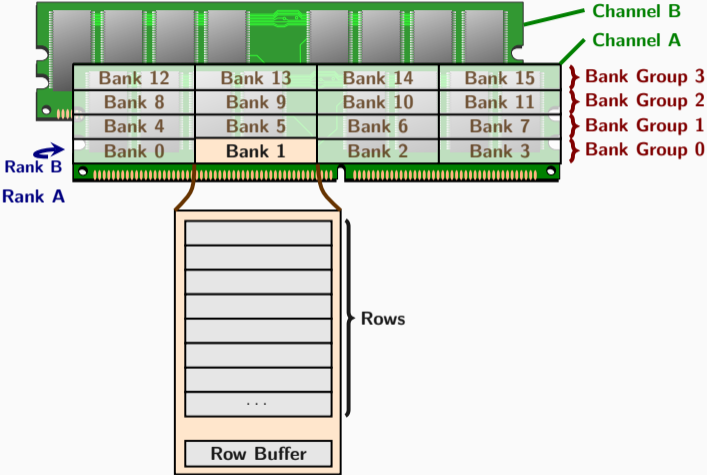 Channel B
Channel A
Bank 12 Bank 13 Bank 14 Bank 15 Bank Group 3
Bank 8 Bank 9 Bank 10 Bank 11 Bank Group 2
Bank 4 Bank 5 Bank 6 Bank 7 Bank Group 1
Bank 0 Bank 1 Bank 2 Bank 3 Bank Group 0
Rank B
Rank A
Rows
...
Row Buffer